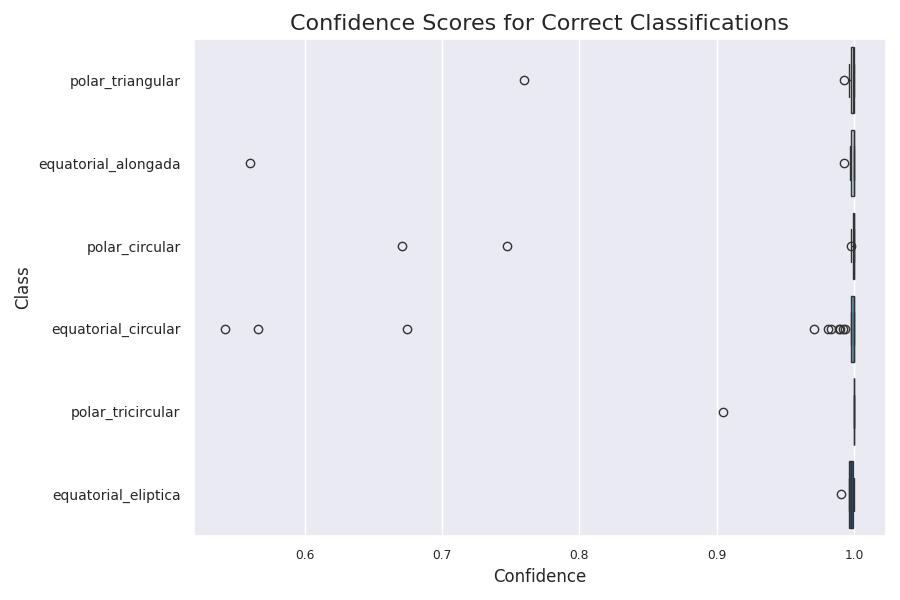 Confidence Scores for Correct Classifications
polar_triangular
equatorial_alongada
polar_circular
Class
equatorial_circular
polar_tricircular
equatorial_eliptica
0.6 0.7 0.8 0.9 1.0
Confidence